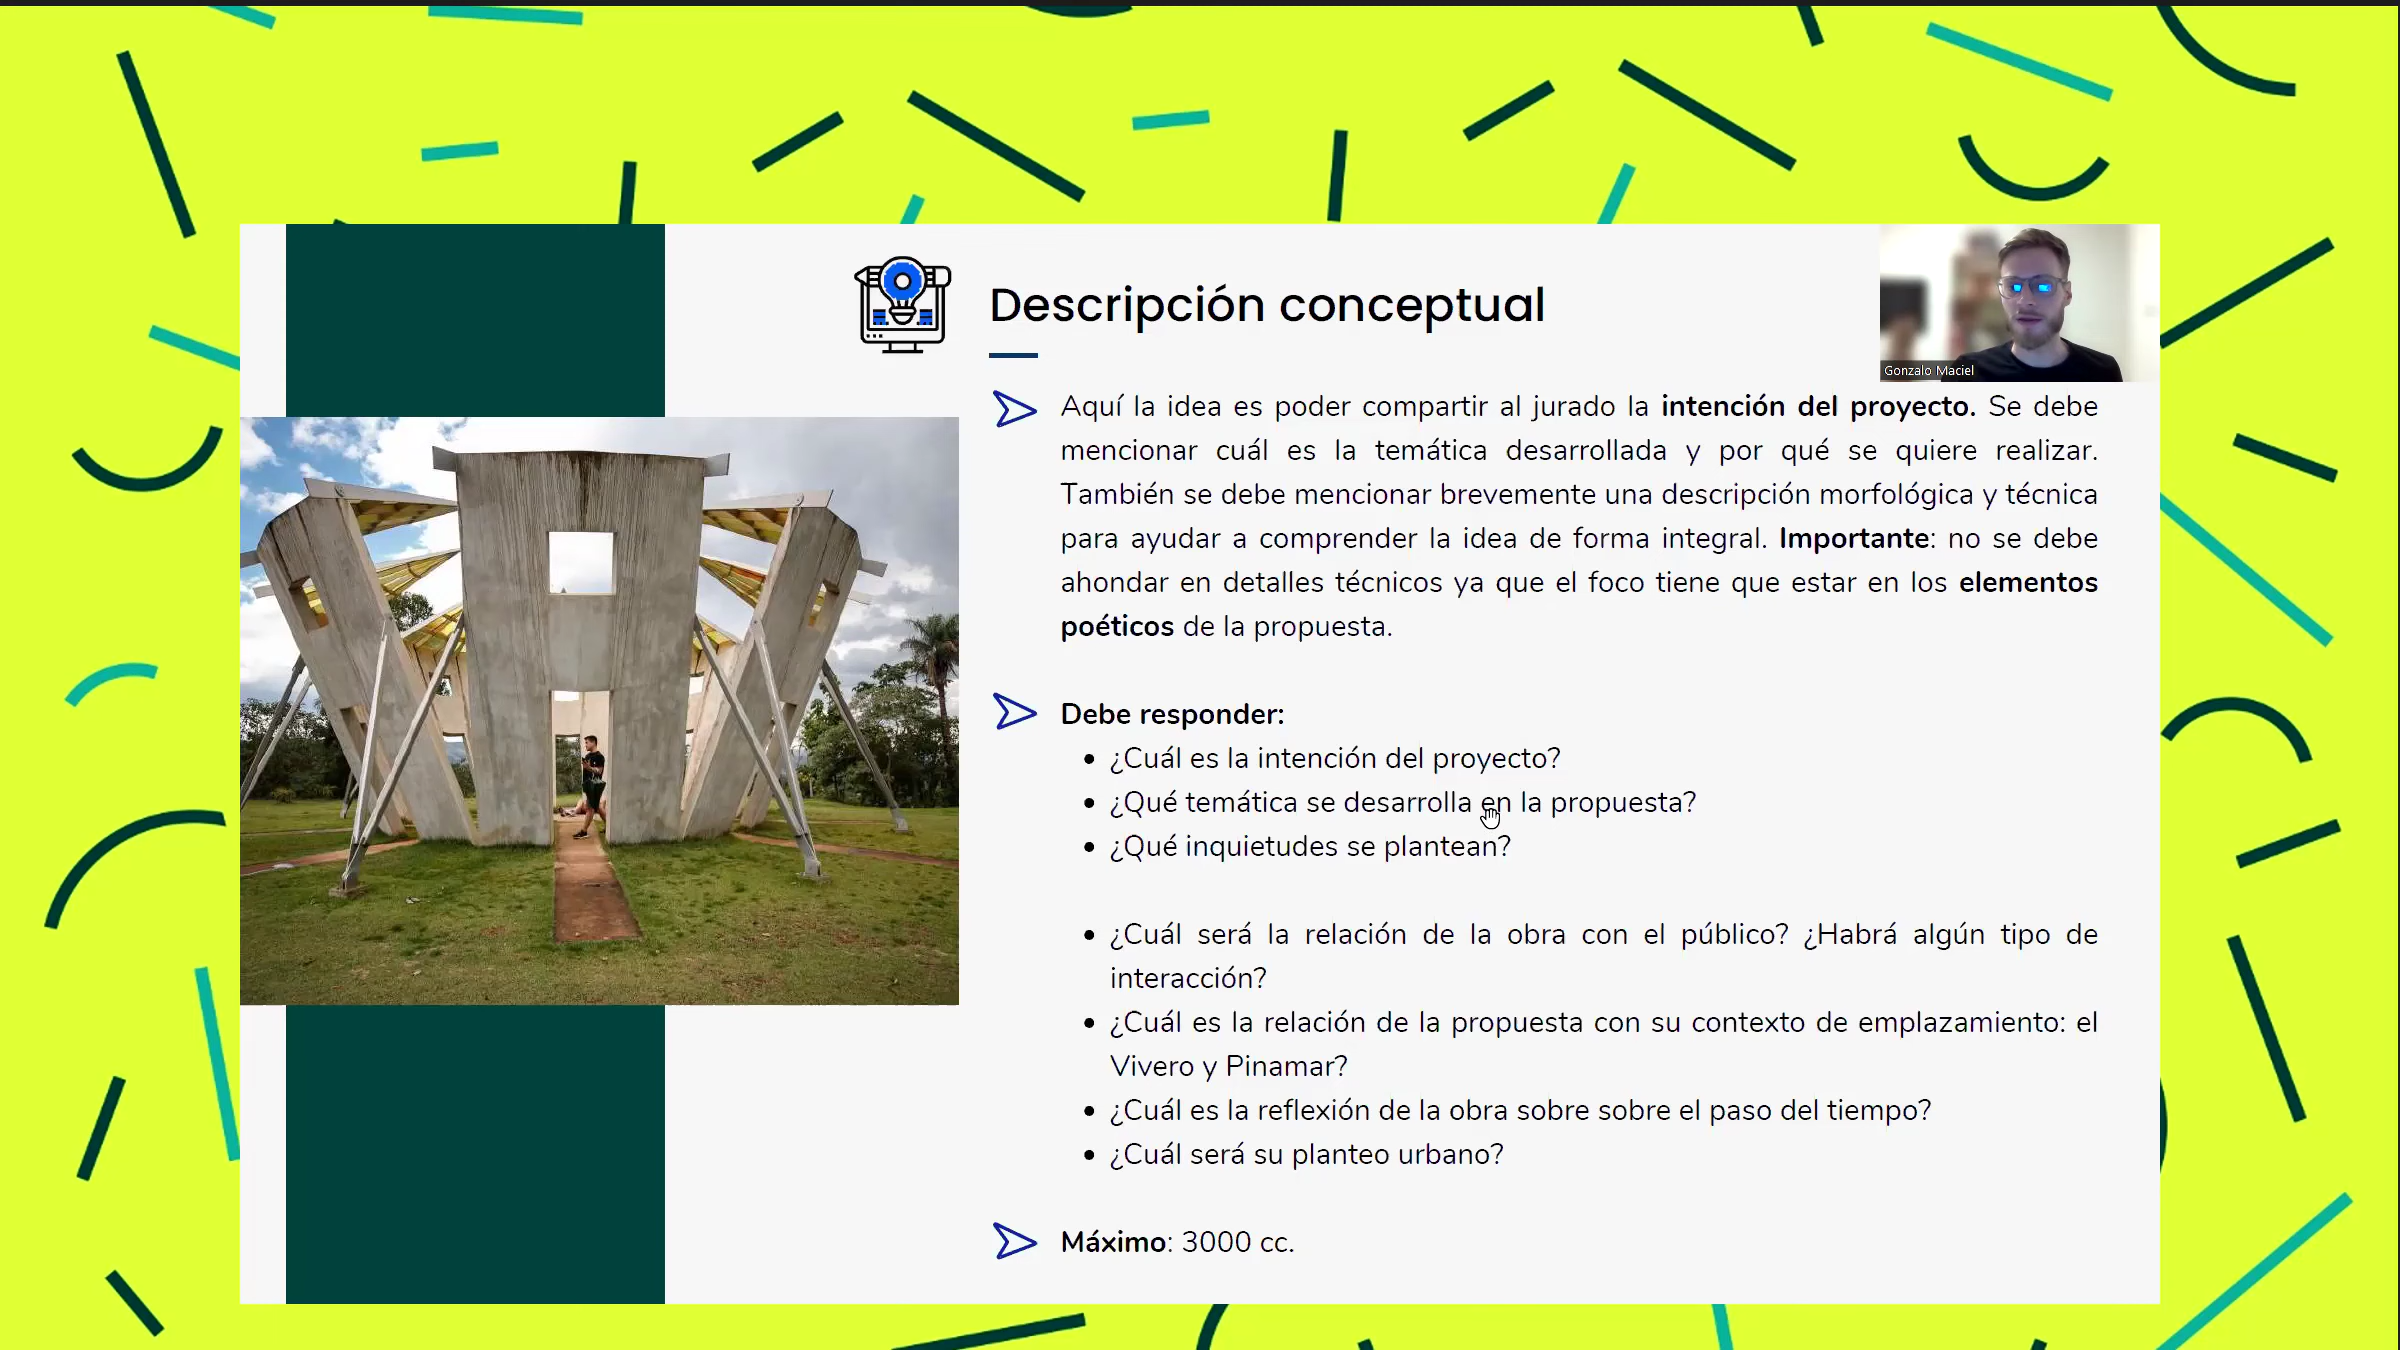 Descripción conceptual
Gonzalo Maciel
Aquí la idea es poder compartir al jurado la intención del proyecto. Se debe
mencionar cuál es la temática desarrollada y por qué se quiere realizar.
También se debe mencionar brevemente una descripción morfológica y técnica
para ayudar a comprender la idea de forma integral. Importante: no se debe
ahondar en detalles técnicos ya que el foco tiene que estar en los elementos
poéticos de la propuesta.
Debe responder:
• ¿Cuál es la intención del proyecto?
• ¿Qué temática se desarrolla en la propuesta?
• ¿Qué inquietudes se plantean?
• ¿Cuál será la relación de la obra con el público? ¿Habrá algún tipo de
interacción?
• ¿Cuál es la relación de la propuesta con su contexto de emplazamiento: el
Vivero y Pinamar?
• ¿Cuál es la reflexión de la obra sobre sobre el paso del tiempo?
• ¿Cuál será su planteo urbano?
Máximo: 3000 cc.